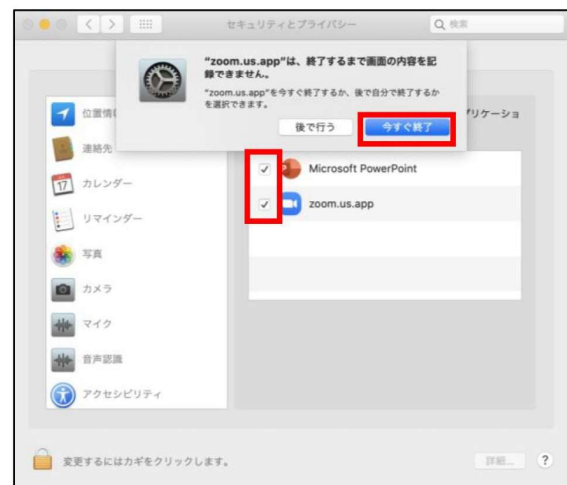 セキュリティとプライバシー
検索
"zoom.us.app"は、終了するまで画面の内容を記
録できません。
"zoom.us.app"を今すぐ終了するか、後で自分で終了するか
を選択できます。
後で行う
今すぐ終了
位置情
プリケーショ
連絡先
17
カレンダー
リマインダー
写真
カメラ
マイク
音声認識
アクセシビリティ
Microsoft PowerPoint
zoom.us.app
変更するにはカギをクリックします。
詳細...
?